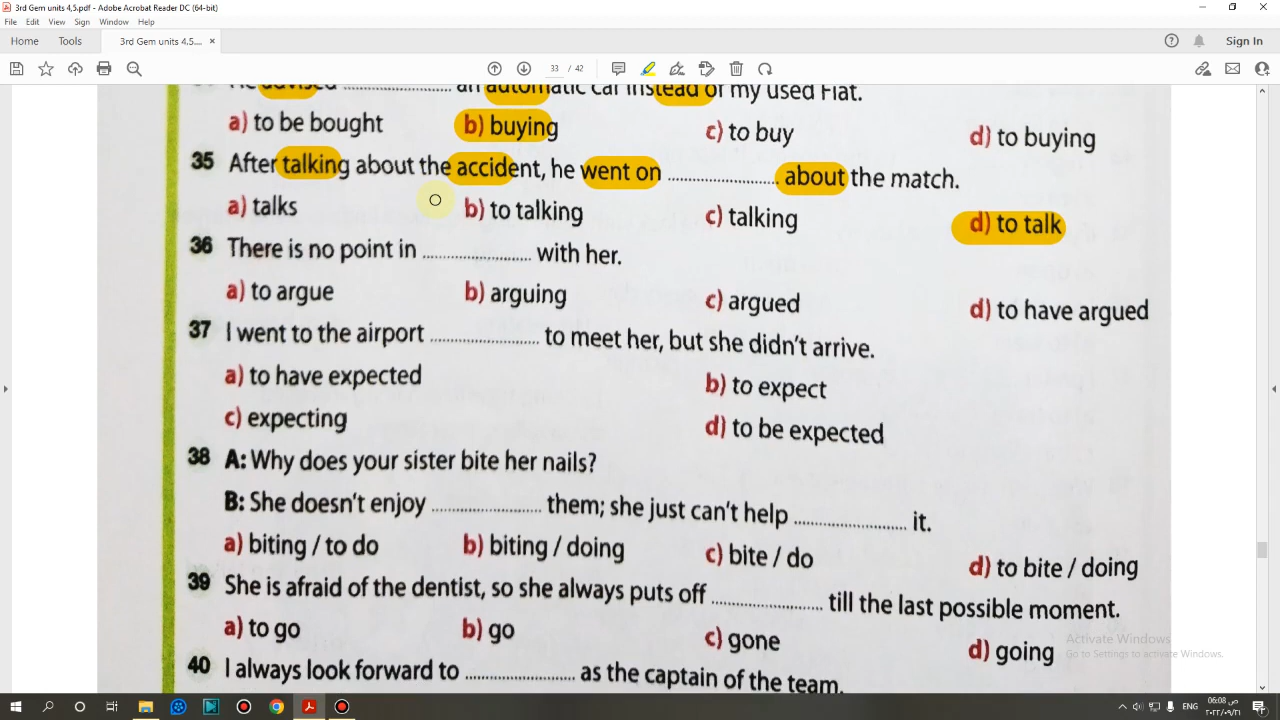 3rd Gem units 4,5.pdf - Adobe Acrobat Reader DC (64-bit)
File Edit View Sign Window Help
Home Tools 3rd Gem units 4,5.... × Sign In
33 / 42
He advised .................... an automatic car instead of my used Fiat.
a) to be bought b) buying c) to buy d) to buying
35 After talking about the accident, he went on .................... about the match.
a) talks b) to talking c) talking d) to talk
36 There is no point in .................... with her.
a) to argue b) arguing c) argued d) to have argued
37 I went to the airport .................... to meet her, but she didn't arrive.
a) to have expected b) to expect
c) expecting d) to be expected
38 A: Why does your sister bite her nails?
B: She doesn't enjoy .................... them; she just can't help .................... it.
a) biting / to do b) biting / doing c) bite / do d) to bite / doing
39 She is afraid of the dentist, so she always puts off .................... till the last possible moment.
a) to go b) go c) gone d) going
40 I always look forward to .................... as the captain of the team.
Activate Windows
Go to Settings to activate Windows.
ENG 06:08 ص